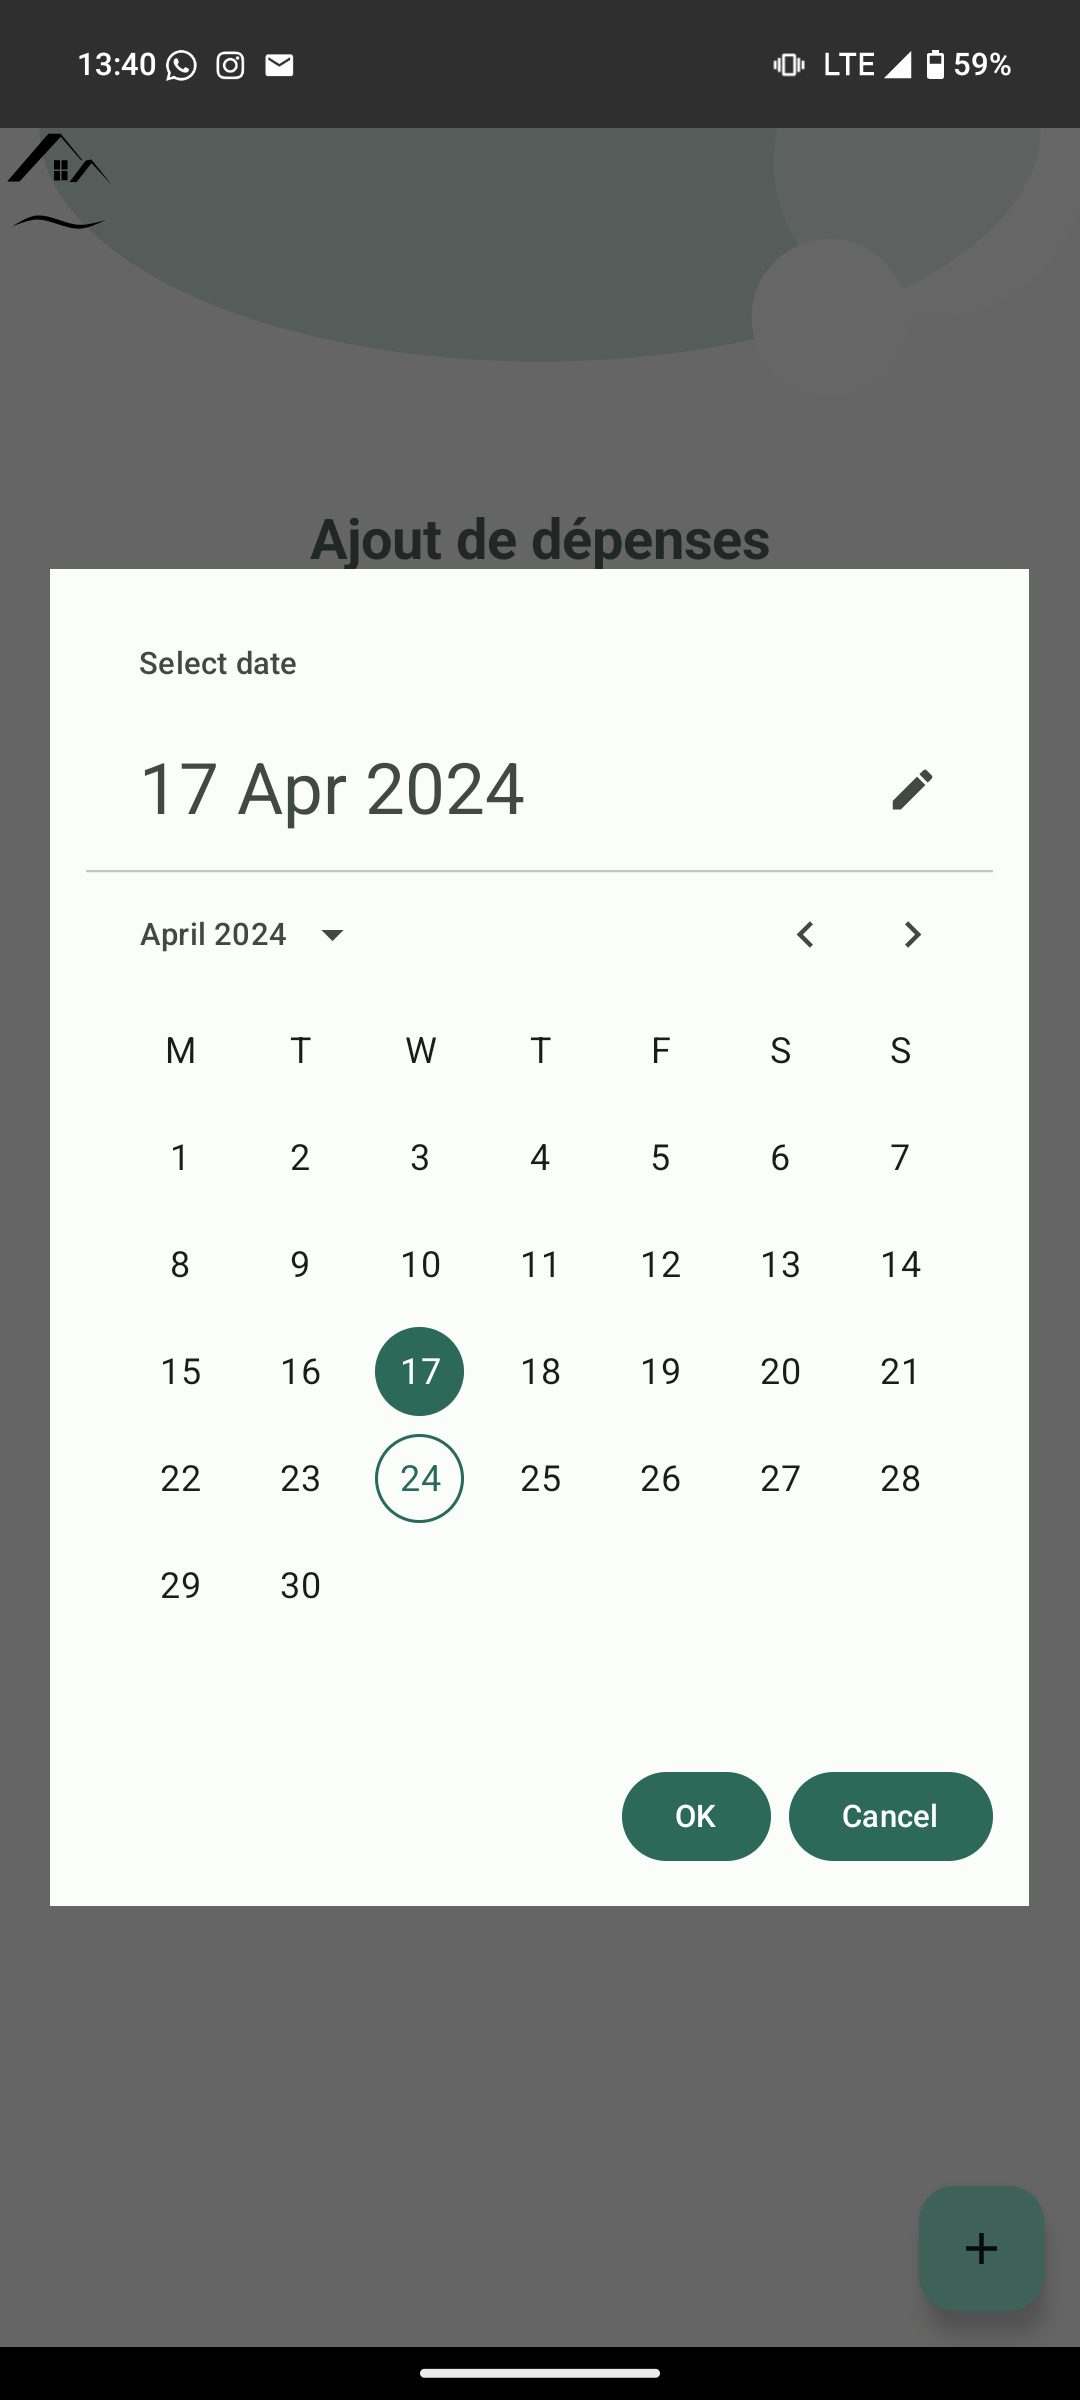 13:40 LTE 59%
Ajout de dépenses
Select date
17 Apr 2024
April 2024
M T W T F S S
1 2 3 4 5 6 7
8 9 10 11 12 13 14
15 16 17 18 19 20 21
22 23 24 25 26 27 28
29 30
OK Cancel